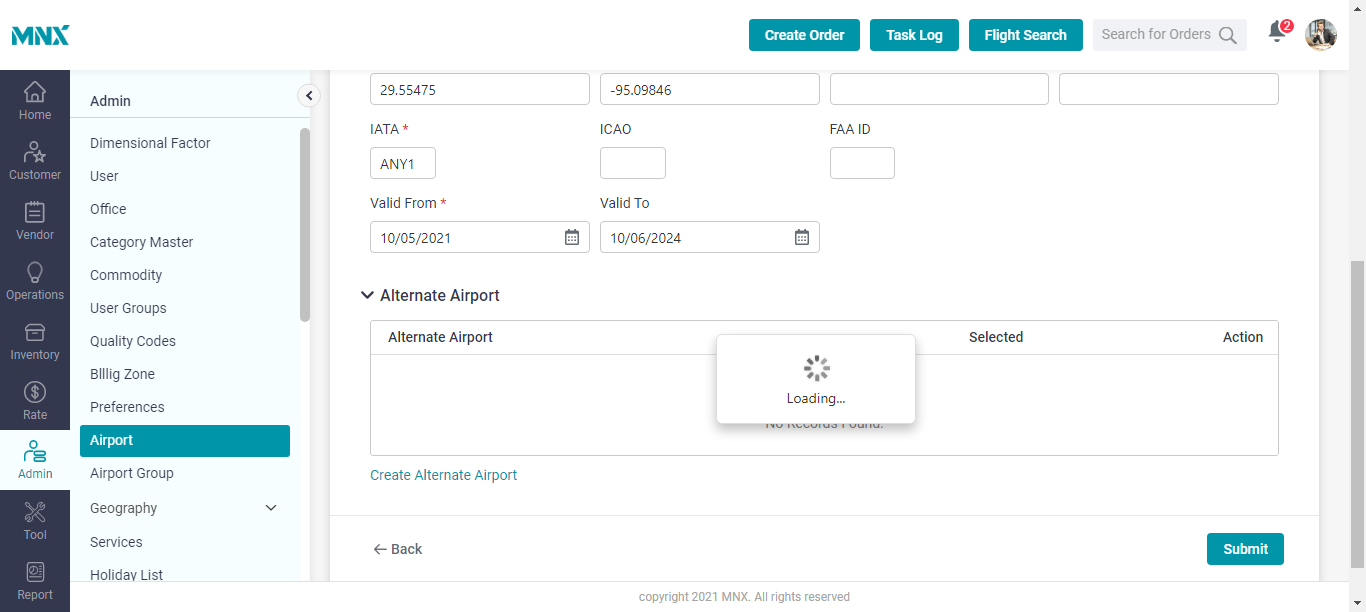 MNX
Create Order
Task Log
Flight Search
Search for Orders
2
Home
Customer
Vendor
Operations
Inventory
Rate
Admin
Tool
Report
Admin
Dimensional Factor
User
Office
Category Master
Commodity
User Groups
Quality Codes
Blllig Zone
Preferences
Airport
Airport Group
Geography
Services
Holiday List
29.55475
-95.09846
IATA *
ICAO
FAA ID
ANY1
Valid From *
Valid To
10/05/2021
10/06/2024
Alternate Airport
Alternate Airport
Selected
Action
Loading...
No Records Found.
Create Alternate Airport
Back
Submit
copyright 2021 MNX. All rights reserved